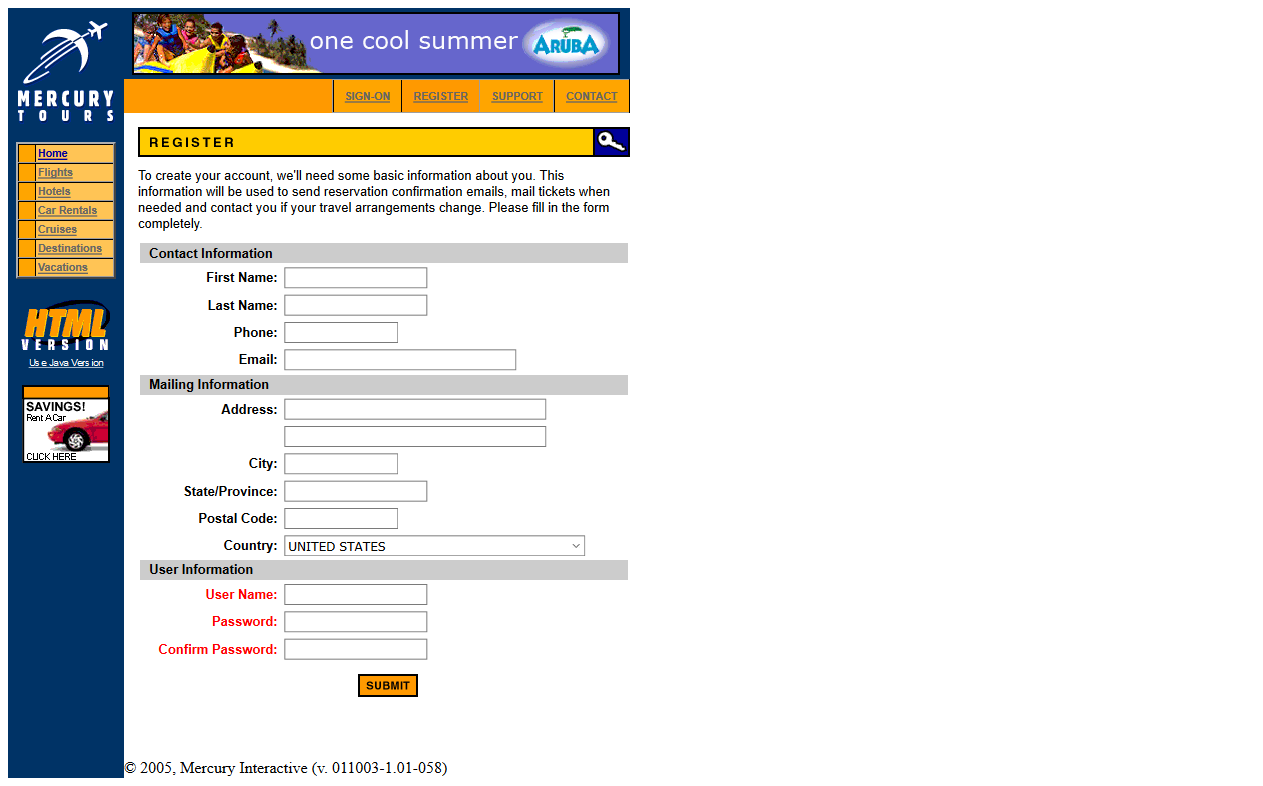 MERCURY
TOURS
one cool summer
ARUBA
SIGN-ON
REGISTER
SUPPORT
CONTACT
Home
Flights
Hotels
Car Rentals
Cruises
Destinations
Vacations
HTML
VERSION
Use Java Version
SAVINGS!
Rent A Car
CLICK HERE
REGISTER
To create your account, we'll need some basic information about you. This
information will be used to send reservation confirmation emails, mail tickets when
needed and contact you if your travel arrangements change. Please fill in the form
completely.
Contact Information
First Name:
Last Name:
Phone:
Email:
Mailing Information
Address:
City:
State/Province:
Postal Code:
Country: UNITED STATES
User Information
User Name:
Password:
Confirm Password:
SUBMIT
© 2005, Mercury Interactive (v. 011003-1.01-058)